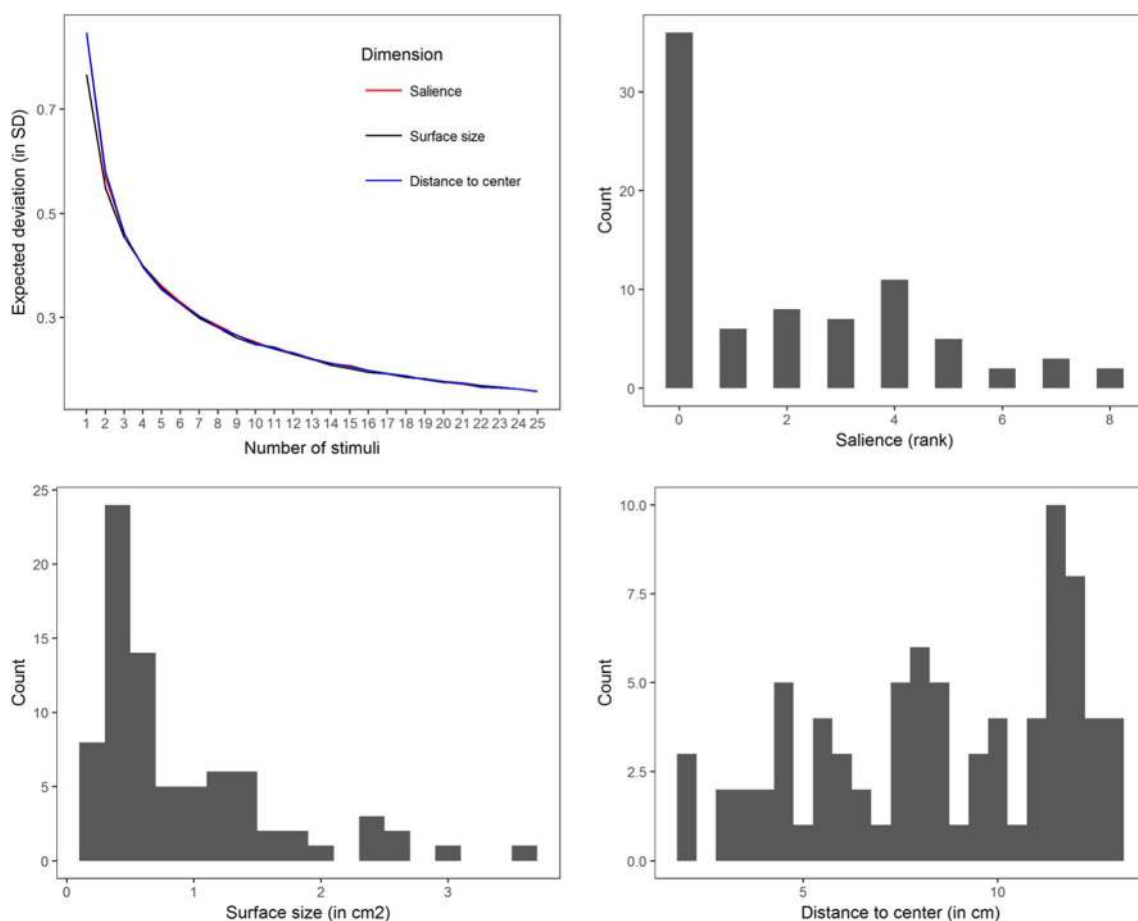 Expected deviation (in SD)
0.7
0.5
0.3
Dimension
Salience
Surface size
Distance to center
1 2 3 4 5 6 7 8 9 10 11 12 13 14 15 16 17 18 19 20 21 22 23 24 25
Number of stimuli
Count
30
20
10
0
0 2 4 6 8
Salience (rank)
Count
25
20
15
10
5
0
0 1 2 3
Surface size (in cm2)
Count
10.0
7.5
5.0
2.5
0.0
5 10
Distance to center (in cm)